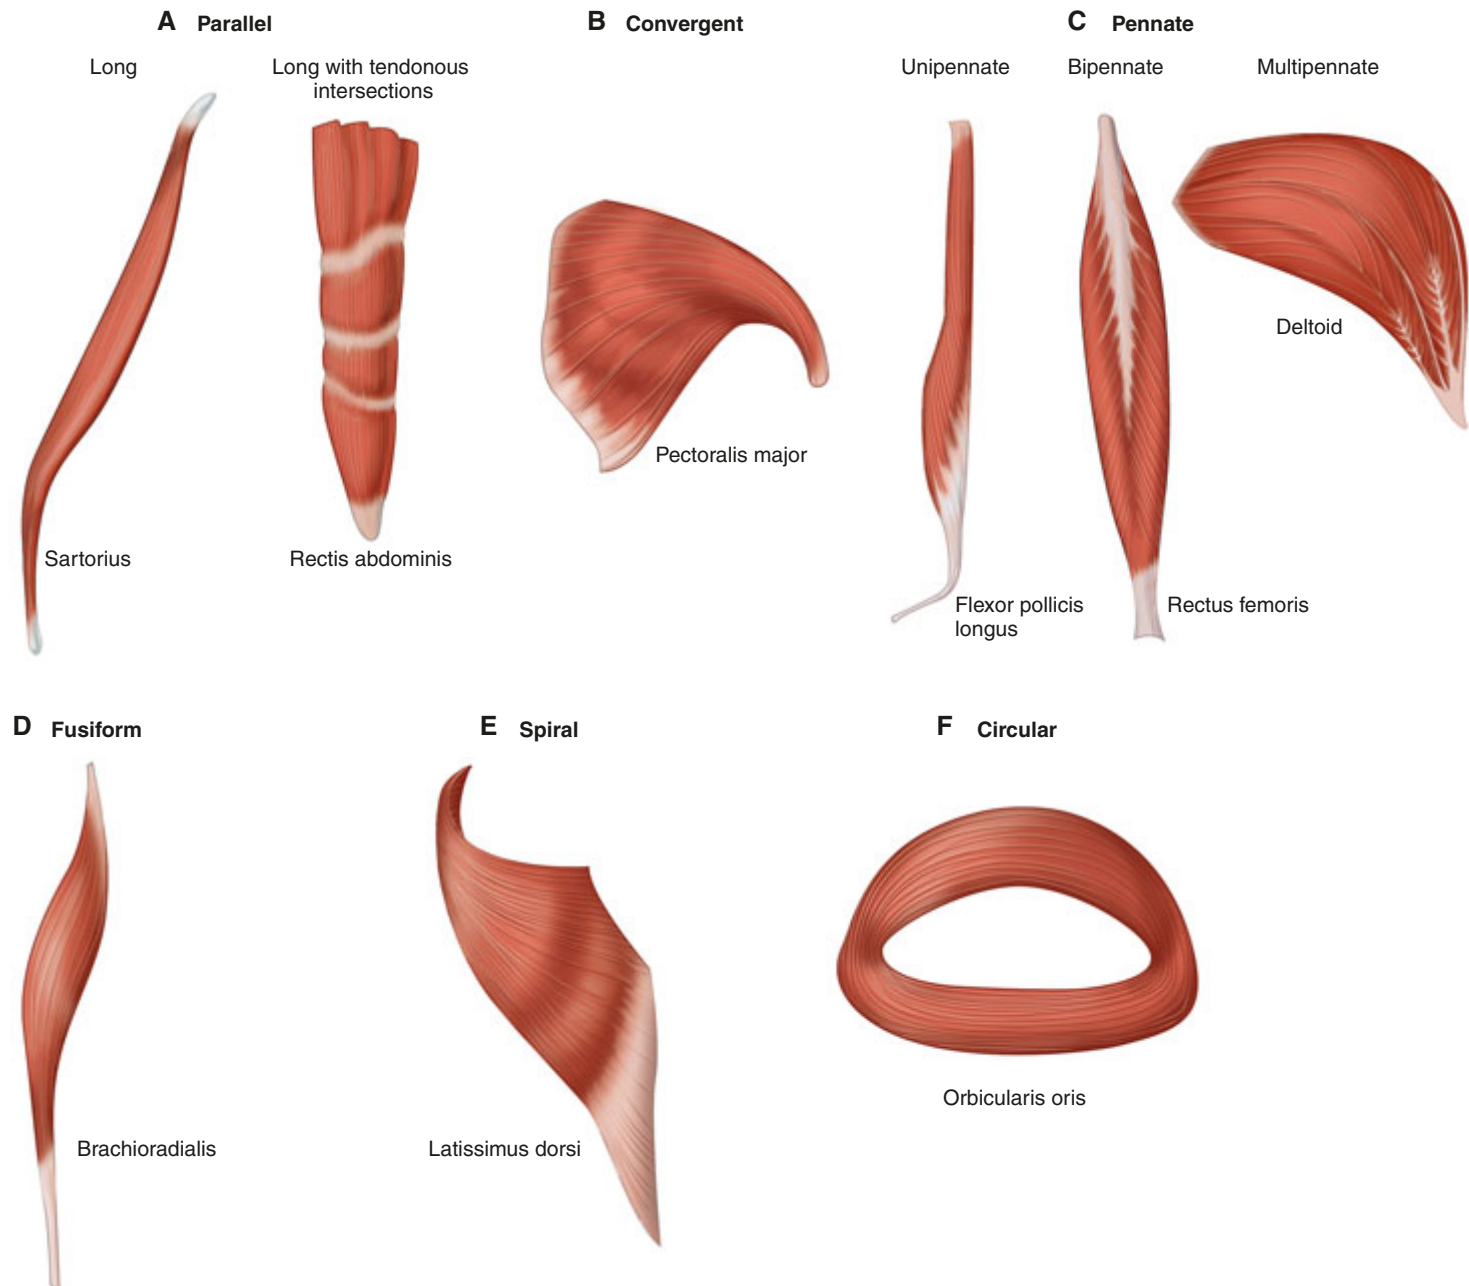 A Parallel
B Convergent
C Pennate
Long
Long with tendonous
intersections
Unipennate
Bipennate
Multipennate
Deltoid
Pectoralis major
Sartorius
Rectis abdominis
Flexor pollicis
longus
Rectus femoris
D Fusiform
E Spiral
F Circular
Orbicularis oris
Brachioradialis
Latissimus dorsi